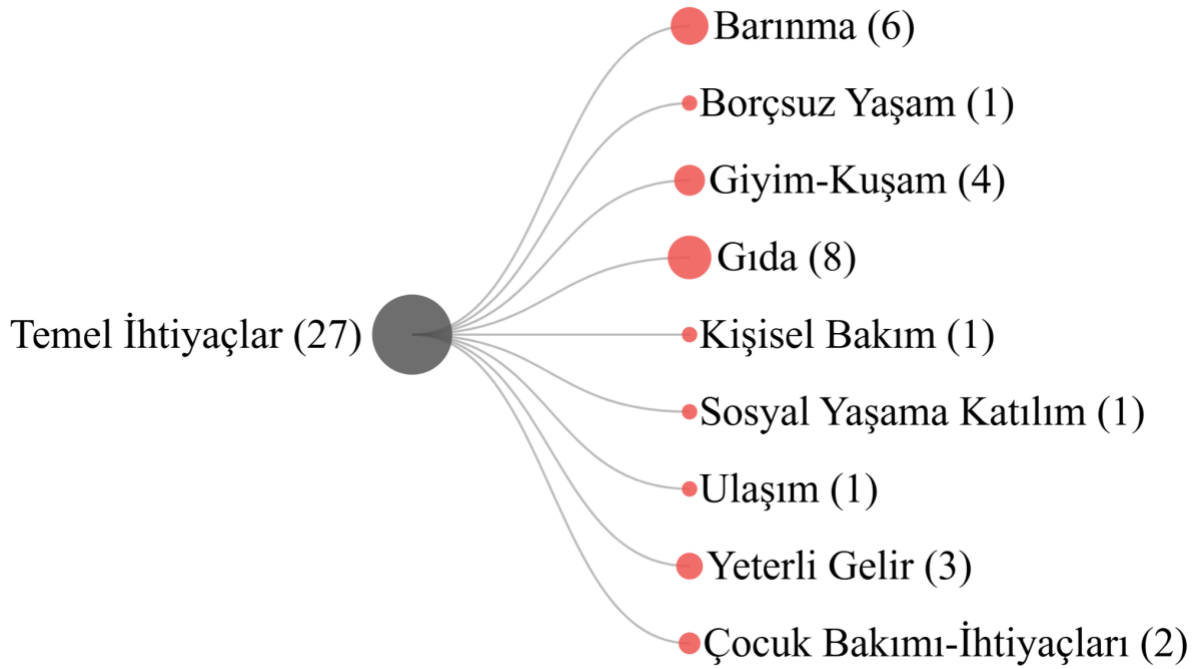 Barınma (6)
Borçsuz Yaşam (1)
Giyim-Kuşam (4)
Gıda (8)
Temel İhtiyaçlar (27)
Kişisel Bakım (1)
Sosyal Yaşama Katılım (1)
Ulaşım (1)
Yeterli Gelir (3)
Çocuk Bakımı-İhtiyaçları (2)